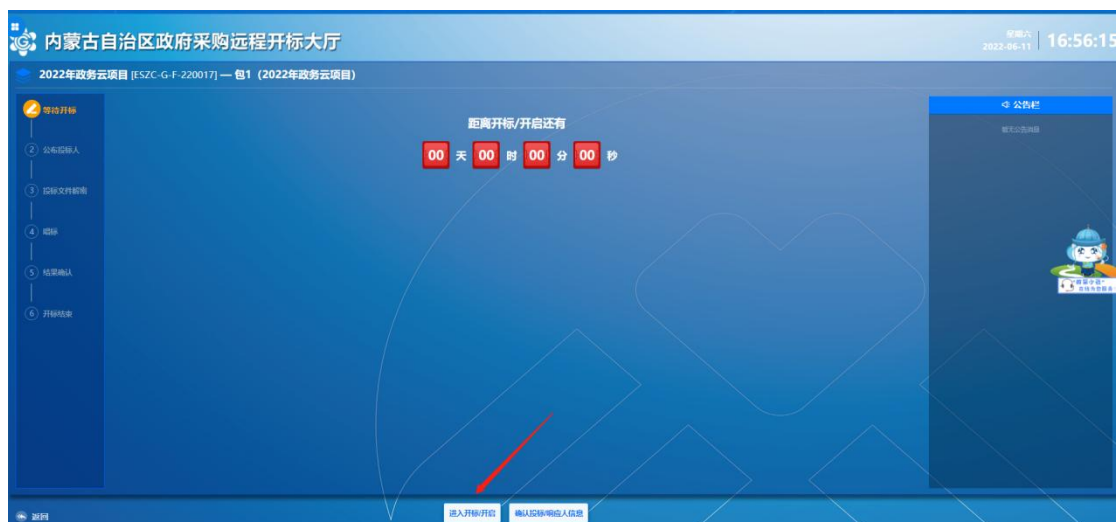 内蒙古自治区政府采购远程开标大厅
星期六
2022-06-11
16:56:15
2022年政务云项目 [ESZC-G-F-220017] — 包1（2022年政务云项目）
等待开标
2 公布投标人
3 投标文件解密
4 唱标
5 结果确认
6 开标结束
距离开标/开启还有
00 天 00 时 00 分 00 秒
公告栏
暂无公告消息
返回
进入开标/开启
确认投标/响应人信息